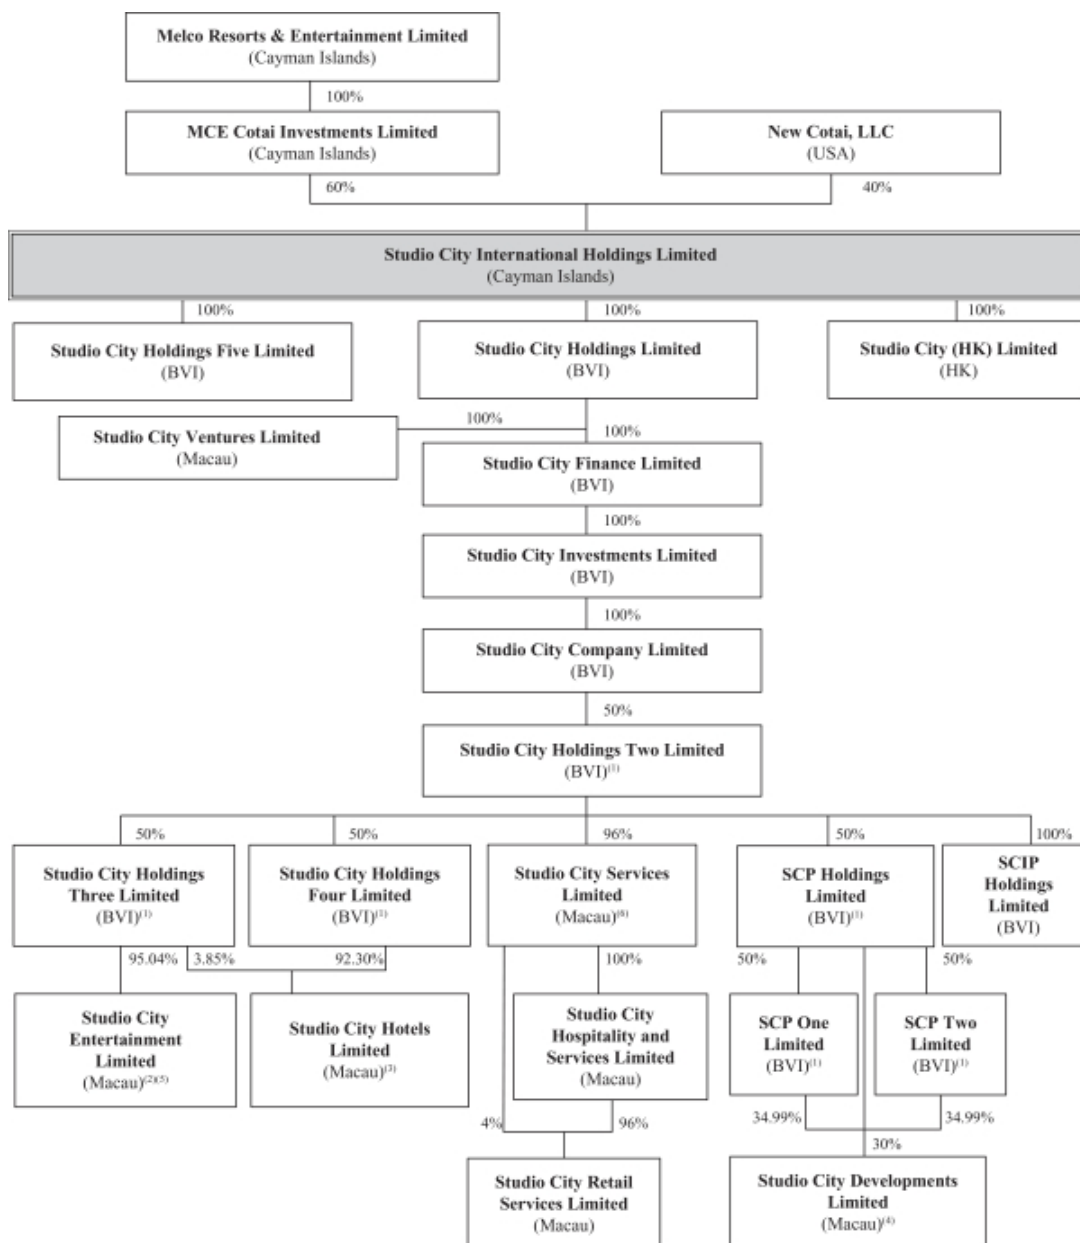 Melco Resorts & Entertainment Limited
(Cayman Islands)
100%
MCE Cotai Investments Limited
(Cayman Islands)
New Cotai, LLC
(USA)
60%
40%
Studio City International Holdings Limited
(Cayman Islands)
100%
100%
100%
Studio City Holdings Five Limited
(BVI)
Studio City Holdings Limited
(BVI)
Studio City (HK) Limited
(HK)
100%
100%
Studio City Ventures Limited
(Macau)
Studio City Finance Limited
(BVI)
100%
Studio City Investments Limited
(BVI)
100%
Studio City Company Limited
(BVI)
50%
Studio City Holdings Two Limited
(BVI)(1)
50%
50%
96%
50%
100%
Studio City Holdings
Three Limited
(BVI)(1)
Studio City Holdings
Four Limited
(BVI)(1)
Studio City Services
Limited
(Macau)(6)
SCP Holdings
Limited
(BVI)(1)
SCIP
Holdings
Limited
(BVI)
95.04%
3.85%
92.30%
100%
50%
50%
Studio City
Entertainment
Limited
(Macau)(2)(5)
Studio City Hotels
Limited
(Macau)(3)
Studio City
Hospitality and
Services Limited
(Macau)
SCP One
Limited
(BVI)(1)
SCP Two
Limited
(BVI)(1)
4%
96%
34.99%
34.99%
30%
Studio City Retail
Services Limited
(Macau)
Studio City Developments
Limited
(Macau)(4)